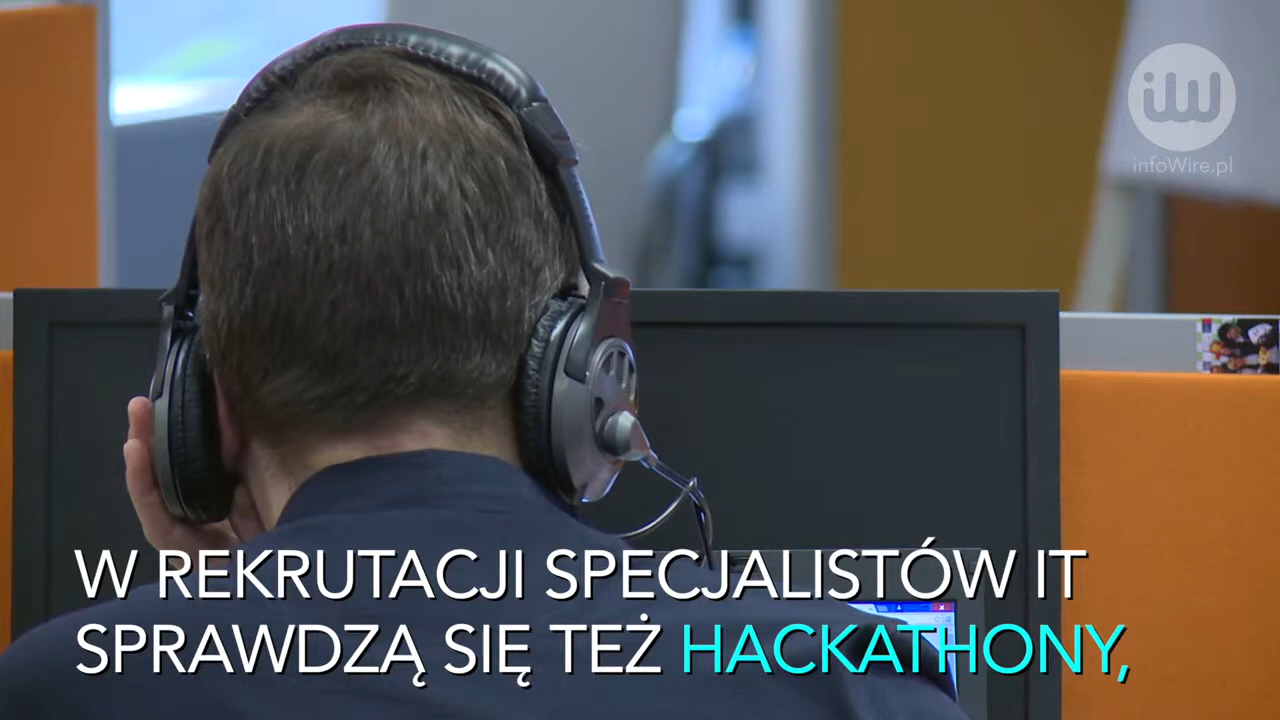 iw
infoWire.pl
W REKRUTACJI SPECJALISTÓW IT
SPRAWDZĄ SIĘ TEŻ HACKATHONY,